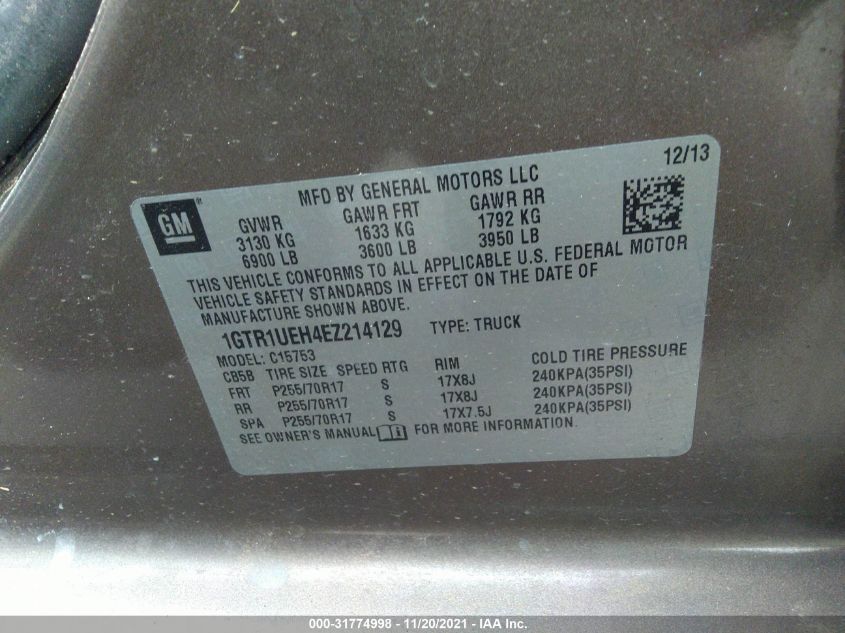 12/13
MFD BY GENERAL MOTORS LLC
GM ®
GVWR GAWR FRT GAWR RR
3130 KG 1633 KG 1792 KG
6900 LB 3600 LB 3950 LB
THIS VEHICLE CONFORMS TO ALL APPLICABLE U.S. FEDERAL MOTOR
VEHICLE SAFETY STANDARDS IN EFFECT ON THE DATE OF
MANUFACTURE SHOWN ABOVE.
1GTR1UEH4EZ214129 TYPE: TRUCK
MODEL: C15753
CB5B TIRE SIZE SPEED RTG RIM COLD TIRE PRESSURE
FRT P255/70R17 S 17X8J 240KPA(35PSI)
RR P255/70R17 S 17X8J 240KPA(35PSI)
SPA P255/70R17 S 17X7.5J 240KPA(35PSI)
SEE OWNER'S MANUAL FOR MORE INFORMATION.
000-31774998 - 11/20/2021 - IAA Inc.